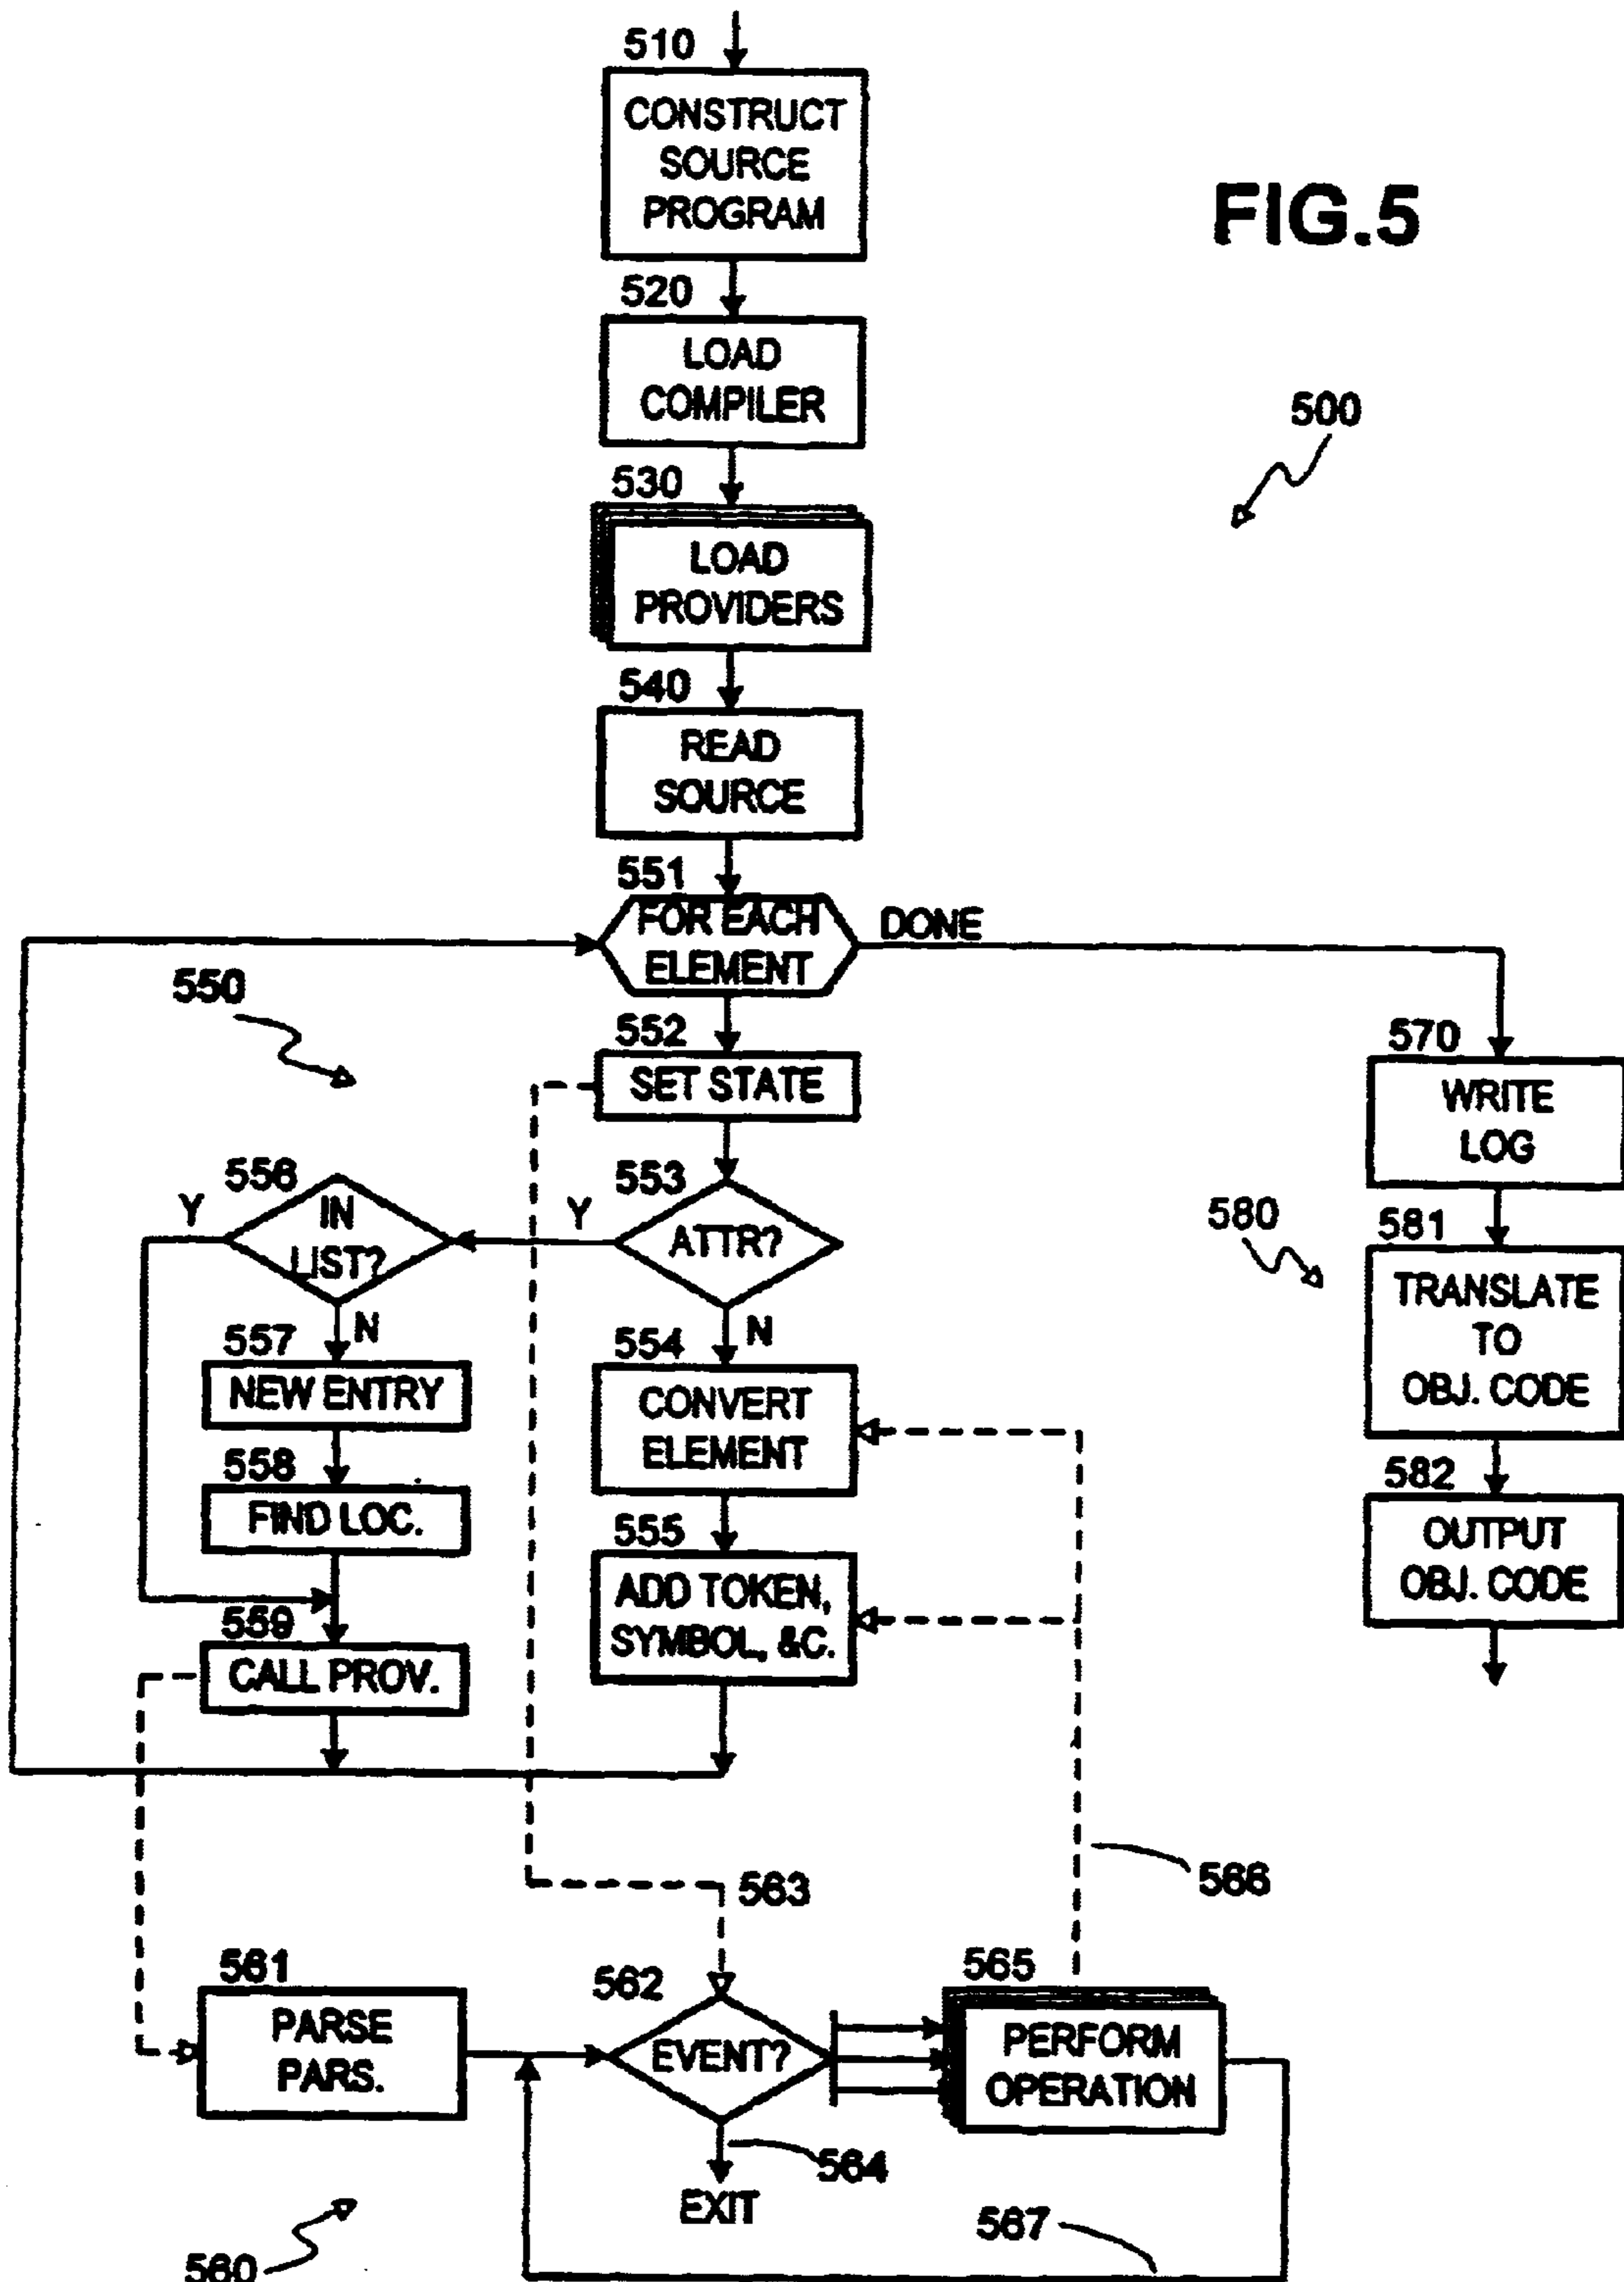 510
CONSTRUCT
SOURCE
PROGRAM
FIG.5
520
LOAD
COMPILER
500
530
LOAD
PROVIDERS
540
READ
SOURCE
551
FOR EACH
ELEMENT
DONE
550
552
SET STATE
570
WRITE
LOG
556
Y
IN
LIST?
N
553
Y
ATTR?
N
580
581
TRANSLATE
TO
OBJ. CODE
557
NEW ENTRY
554
CONVERT
ELEMENT
558
FIND LOC.
582
OUTPUT
OBJ. CODE
555
ADD TOKEN,
SYMBOL, &C.
559
CALL PROV.
563
566
561
PARSE
PARS.
562
EVENT?
565
PERFORM
OPERATION
564
EXIT
567
560